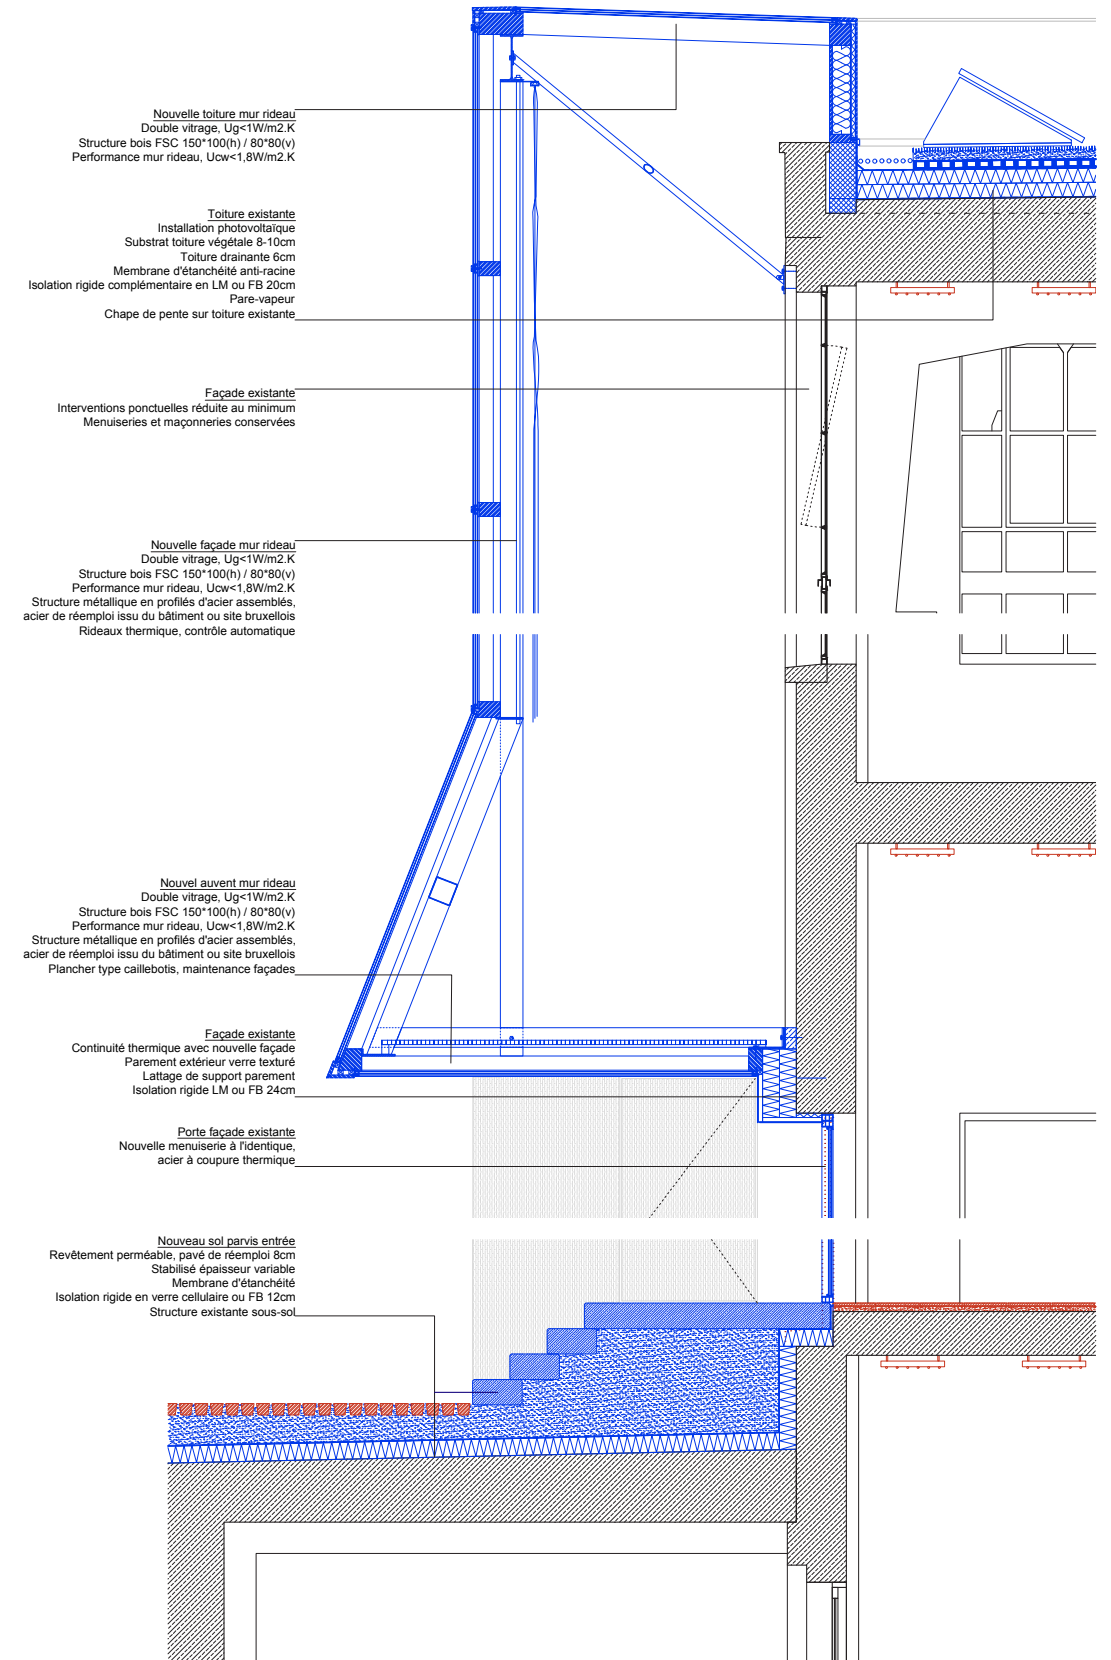 Nouvelle toiture mur rideau
Double vitrage, Ug<1W/m2.K
Structure bois FSC 150*100(h) / 80*80(v)
Performance mur rideau, Ucw<1,8W/m2.K
Toiture existante
Installation photovoltaïque
Substrat toiture végétale 8-10cm
Toiture drainante 6cm
Membrane d'étanchéité anti-racine
Isolation rigide complémentaire en LM ou FB 20cm
Pare-vapeur
Chape de pente sur toiture existante
Façade existante
Interventions ponctuelles réduite au minimum
Menuiseries et maçonneries conservées
Nouvelle façade mur rideau
Double vitrage, Ug<1W/m2.K
Structure bois FSC 150*100(h) / 80*80(v)
Performance mur rideau, Ucw<1,8W/m2.K
Structure métallique en profilés d'acier assemblés,
acier de réemploi issu du bâtiment ou site bruxellois
Rideaux thermique, contrôle automatique
Nouvel auvent mur rideau
Double vitrage, Ug<1W/m2.K
Structure bois FSC 150*100(h) / 80*80(v)
Performance mur rideau, Ucw<1,8W/m2.K
Structure métallique en profilés d'acier assemblés,
acier de réemploi issu du bâtiment ou site bruxellois
Plancher type caillebotis, maintenance façades
Façade existante
Continuité thermique avec nouvelle façade
Parement extérieur verre texturé
Lattage de support parement
Isolation rigide LM ou FB 24cm
Porte façade existante
Nouvelle menuiserie à l'identique,
acier à coupure thermique
Nouveau sol parvis entrée
Revêtement perméable, pavé de réemploi 8cm
Stabilisé épaisseur variable
Membrane d'étanchéité
Isolation rigide en verre cellulaire ou FB 12cm
Structure existante sous-sol